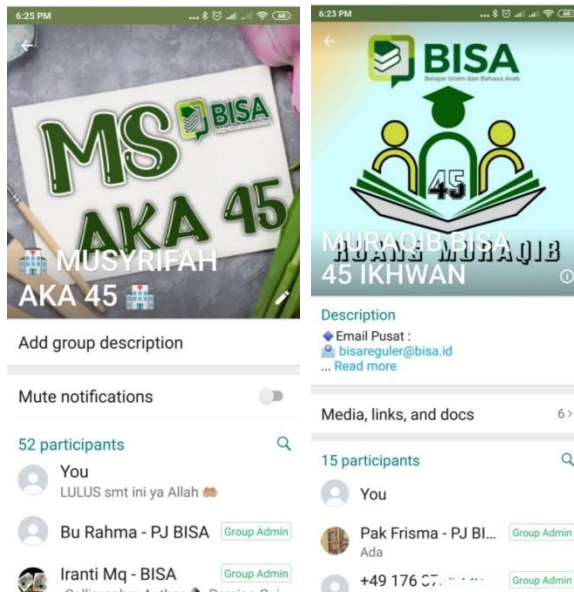 6:25 PM
68
BISA
MS
AKA 45
🏥 MUSYRIFAH
AKA 45 🏥
Add group description
Mute notifications
52 participants
You
LULUS smt ini ya Allah 🤲
Bu Rahma - PJ BISA
Group Admin
Iranti Mq - BISA
Group Admin
6:23 PM
BISA
Belajar Islam dan Bahasa Arab
45
RUANG MURAQIB
MURAQIB BISA
45 IKHWAN
Description
🔹Email Pusat :
📩 bisareguler@bisa.id
... Read more
Media, links, and docs
6 >
15 participants
You
Pak Frisma - PJ BI...
Group Admin
Ada
+49 176
Group Admin